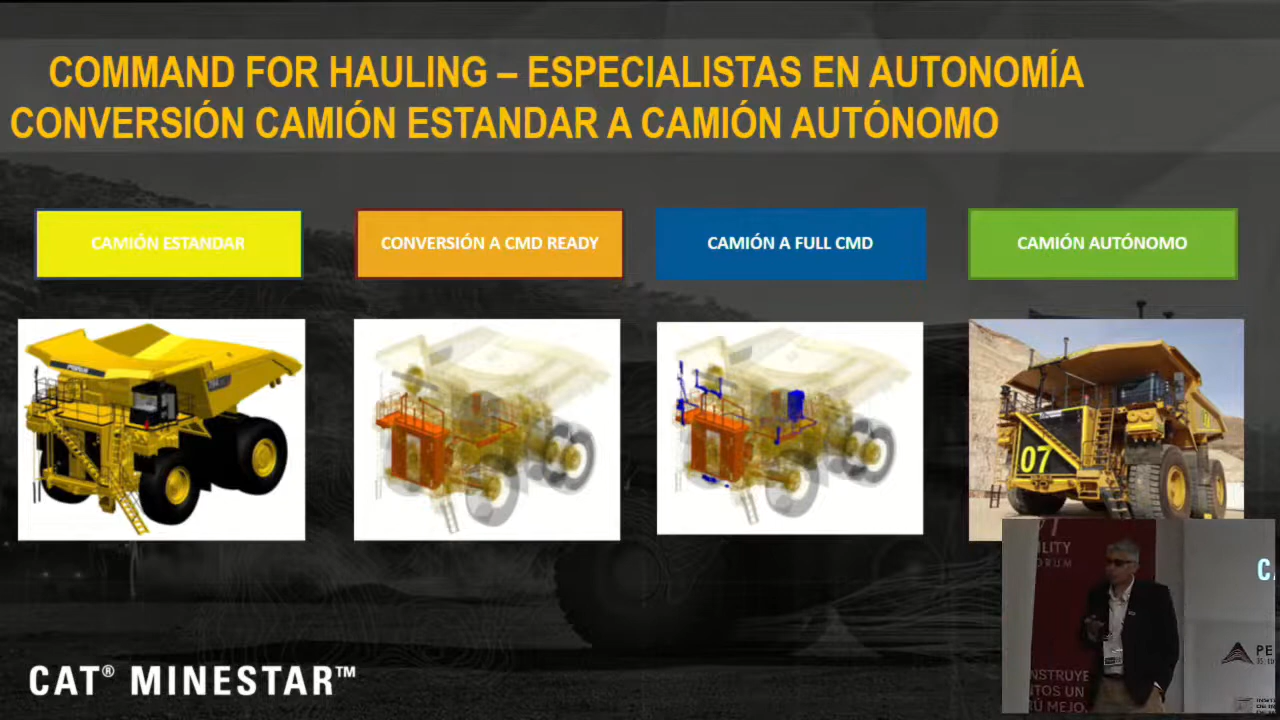 COMMAND FOR HAULING – ESPECIALISTAS EN AUTONOMÍA
CONVERSIÓN CAMIÓN ESTANDAR A CAMIÓN AUTÓNOMO
CAMIÓN ESTANDAR
CONVERSIÓN A CMD READY
CAMIÓN A FULL CMD
CAMIÓN AUTÓNOMO
07
CAT® MINESTAR™